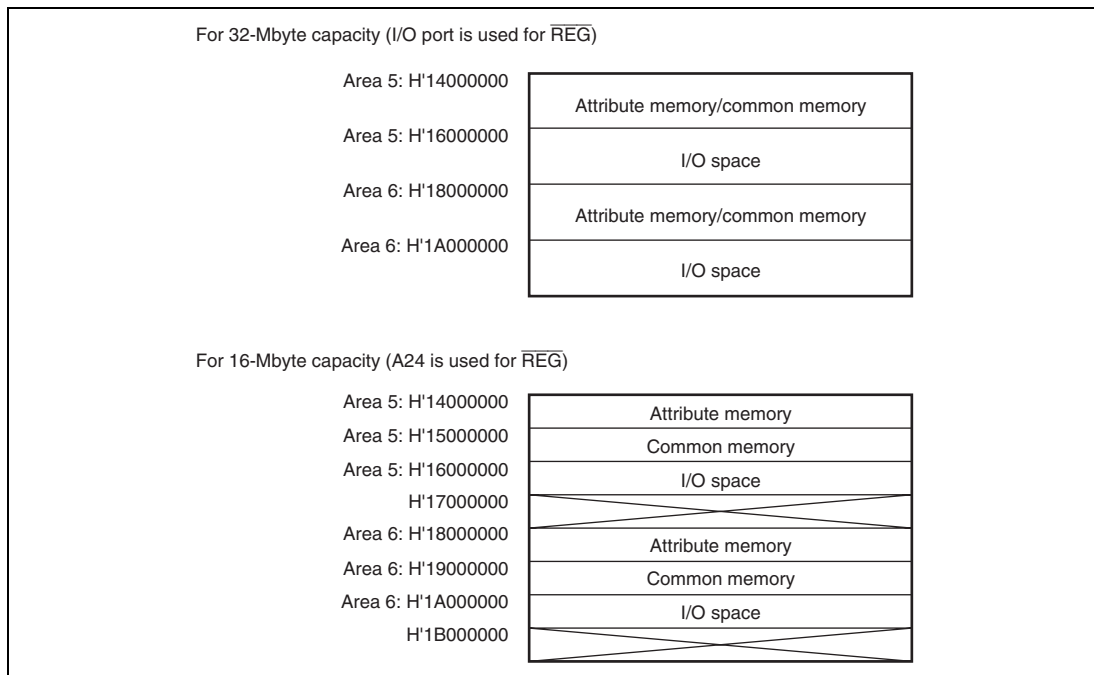 For 32-Mbyte capacity (I/O port is used for R̅E̅G̅)
Area 5: H'14000000
Attribute memory/common memory
Area 5: H'16000000
I/O space
Area 6: H'18000000
Attribute memory/common memory
Area 6: H'1A000000
I/O space
For 16-Mbyte capacity (A24 is used for R̅E̅G̅)
Area 5: H'14000000
Attribute memory
Area 5: H'15000000
Common memory
Area 5: H'16000000
I/O space
H'17000000
Area 6: H'18000000
Attribute memory
Area 6: H'19000000
Common memory
Area 6: H'1A000000
I/O space
H'1B000000